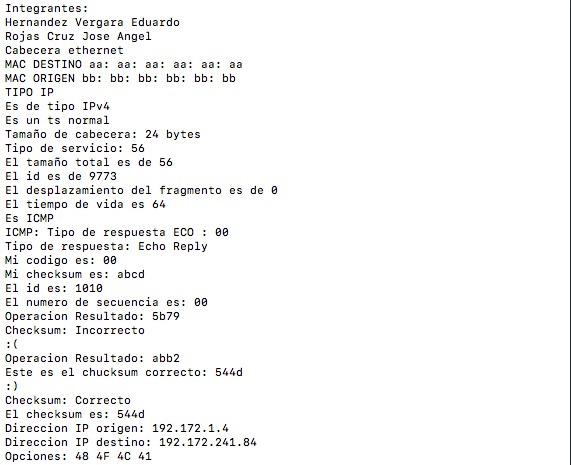 Integrantes:
Hernandez Vergara Eduardo
Rojas Cruz Jose Angel
Cabecera ethernet
MAC DESTINO aa: aa: aa: aa: aa: aa
MAC ORIGEN bb: bb: bb: bb: bb: bb
TIPO IP
Es de tipo IPv4
Es un ts normal
Tamaño de cabecera: 24 bytes
Tipo de servicio: 56
El tamaño total es de 56
El id es de 9773
El desplazamiento del fragmento es de 0
El tiempo de vida es 64
Es ICMP
ICMP: Tipo de respuesta ECO : 00
Tipo de respuesta: Echo Reply
Mi codigo es: 00
Mi checksum es: abcd
El id es: 1010
El numero de secuencia es: 00
Operacion Resultado: 5b79
Checksum: Incorrecto
:(
Operacion Resultado: abb2
Este es el chucksum correcto: 544d
:)
Checksum: Correcto
El checksum es: 544d
Direccion IP origen: 192.172.1.4
Direccion IP destino: 192.172.241.84
Opciones: 48 4F 4C 41